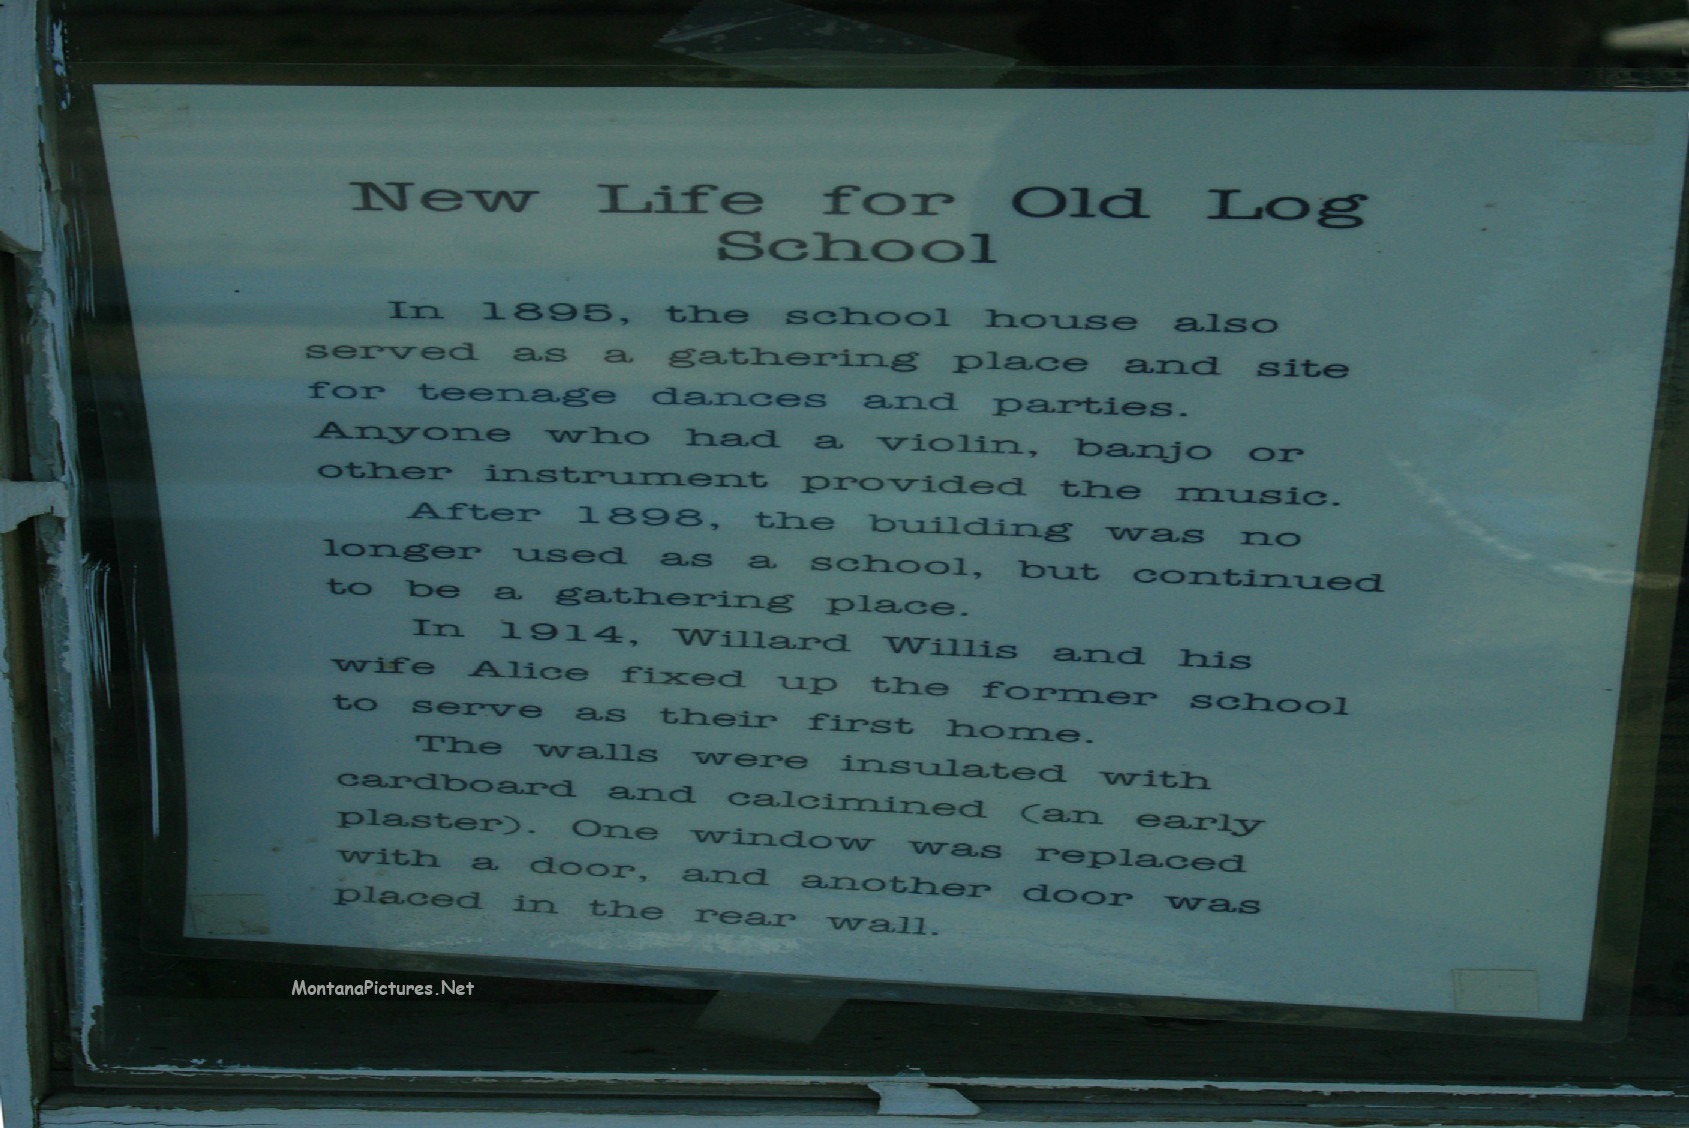 New Life for Old Log
School
In 1895, the school house also
served as a gathering place and site
for teenage dances and parties.
Anyone who had a violin, banjo or
other instrument provided the music.
After 1898, the building was no
longer used as a school, but continued
to be a gathering place.
In 1914, Willard Willis and his
wife Alice fixed up the former school
to serve as their first home.
The walls were insulated with
cardboard and calcimined (an early
plaster). One window was replaced
with a door, and another door was
placed in the rear wall.
MontanaPictures.Net